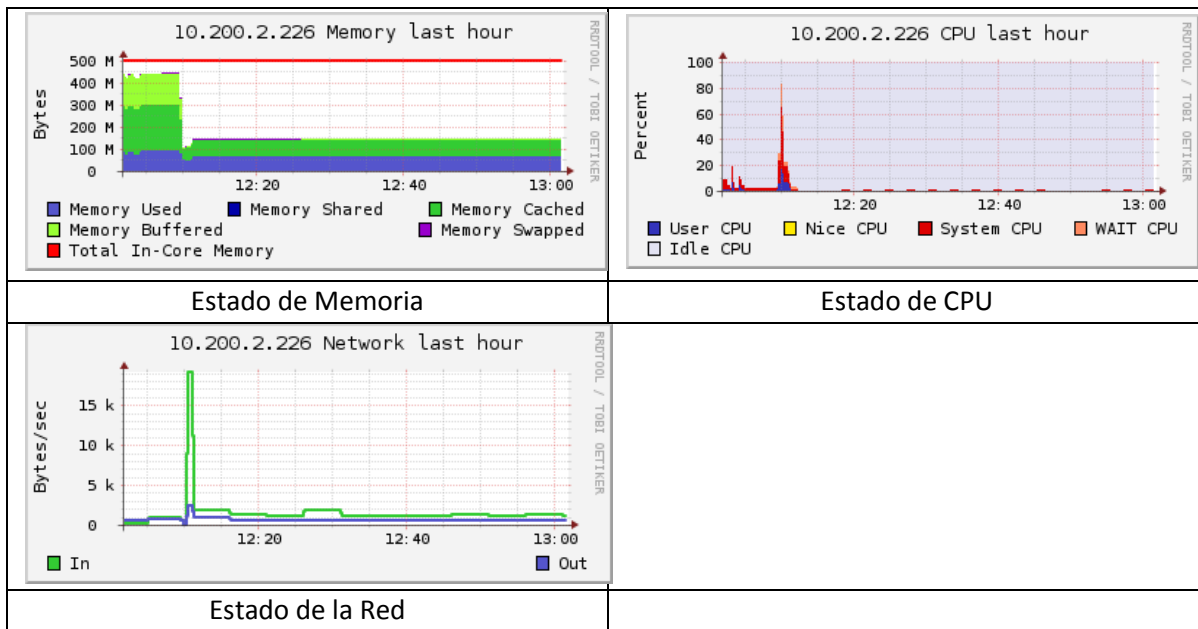 10.200.2.226 Memory last hour
RRDTOOL / TOBI OETIKER
Bytes
500 M
400 M
300 M
200 M
100 M
0
12:20 12:40 13:00
Memory Used Memory Shared Memory Cached
Memory Buffered Memory Swapped
Total In-Core Memory
10.200.2.226 CPU last hour
RRDTOOL / TOBI OETIKER
Percent
100
80
60
40
20
0
12:20 12:40 13:00
User CPU Nice CPU System CPU WAIT CPU
Idle CPU
Estado de Memoria
Estado de CPU
10.200.2.226 Network last hour
RRDTOOL / TOBI OETIKER
Bytes/sec
15 k
10 k
5 k
0
12:20 12:40 13:00
In Out
Estado de la Red